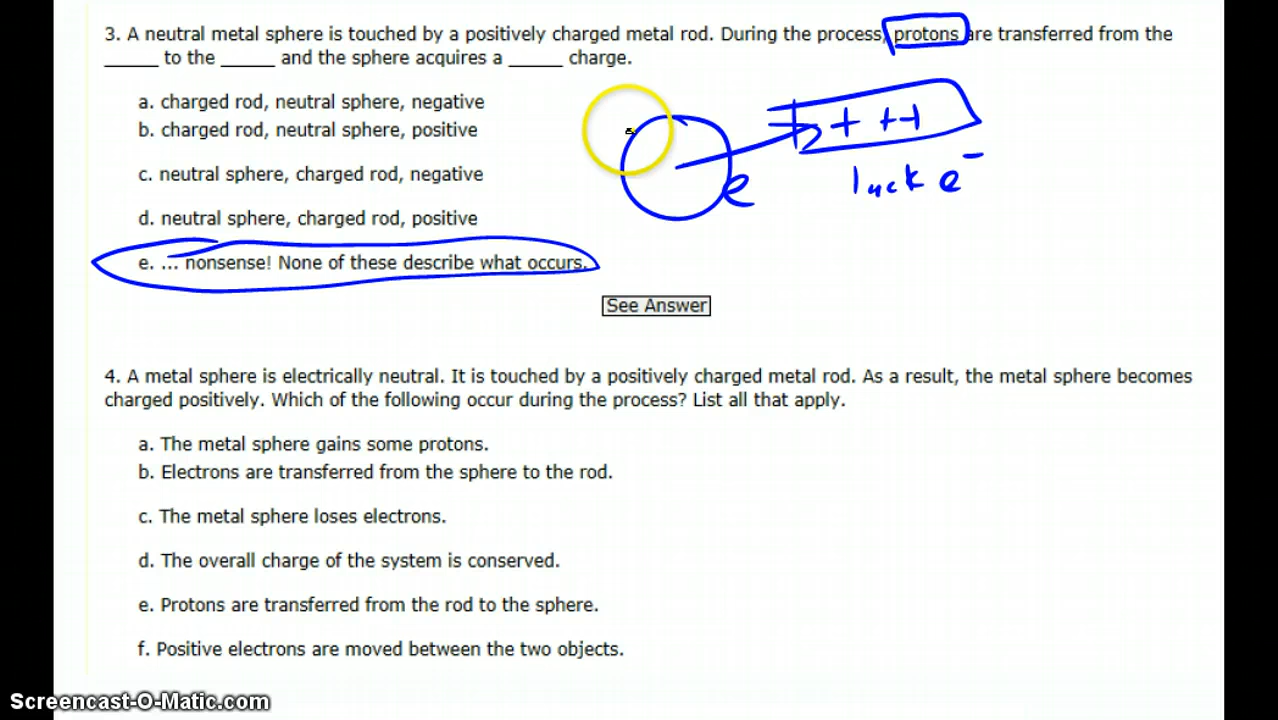 3. A neutral metal sphere is touched by a positively charged metal rod. During the process, protons are transferred from the
_____ to the _____ and the sphere acquires a _____ charge.
a. charged rod, neutral sphere, negative
b. charged rod, neutral sphere, positive
+ + + +
c. neutral sphere, charged rod, negative
lack e⁻
e
d. neutral sphere, charged rod, positive
e. ... nonsense! None of these describe what occurs.
See Answer
4. A metal sphere is electrically neutral. It is touched by a positively charged metal rod. As a result, the metal sphere becomes
charged positively. Which of the following occur during the process? List all that apply.
a. The metal sphere gains some protons.
b. Electrons are transferred from the sphere to the rod.
c. The metal sphere loses electrons.
d. The overall charge of the system is conserved.
e. Protons are transferred from the rod to the sphere.
f. Positive electrons are moved between the two objects.
Screencast-O-Matic.com